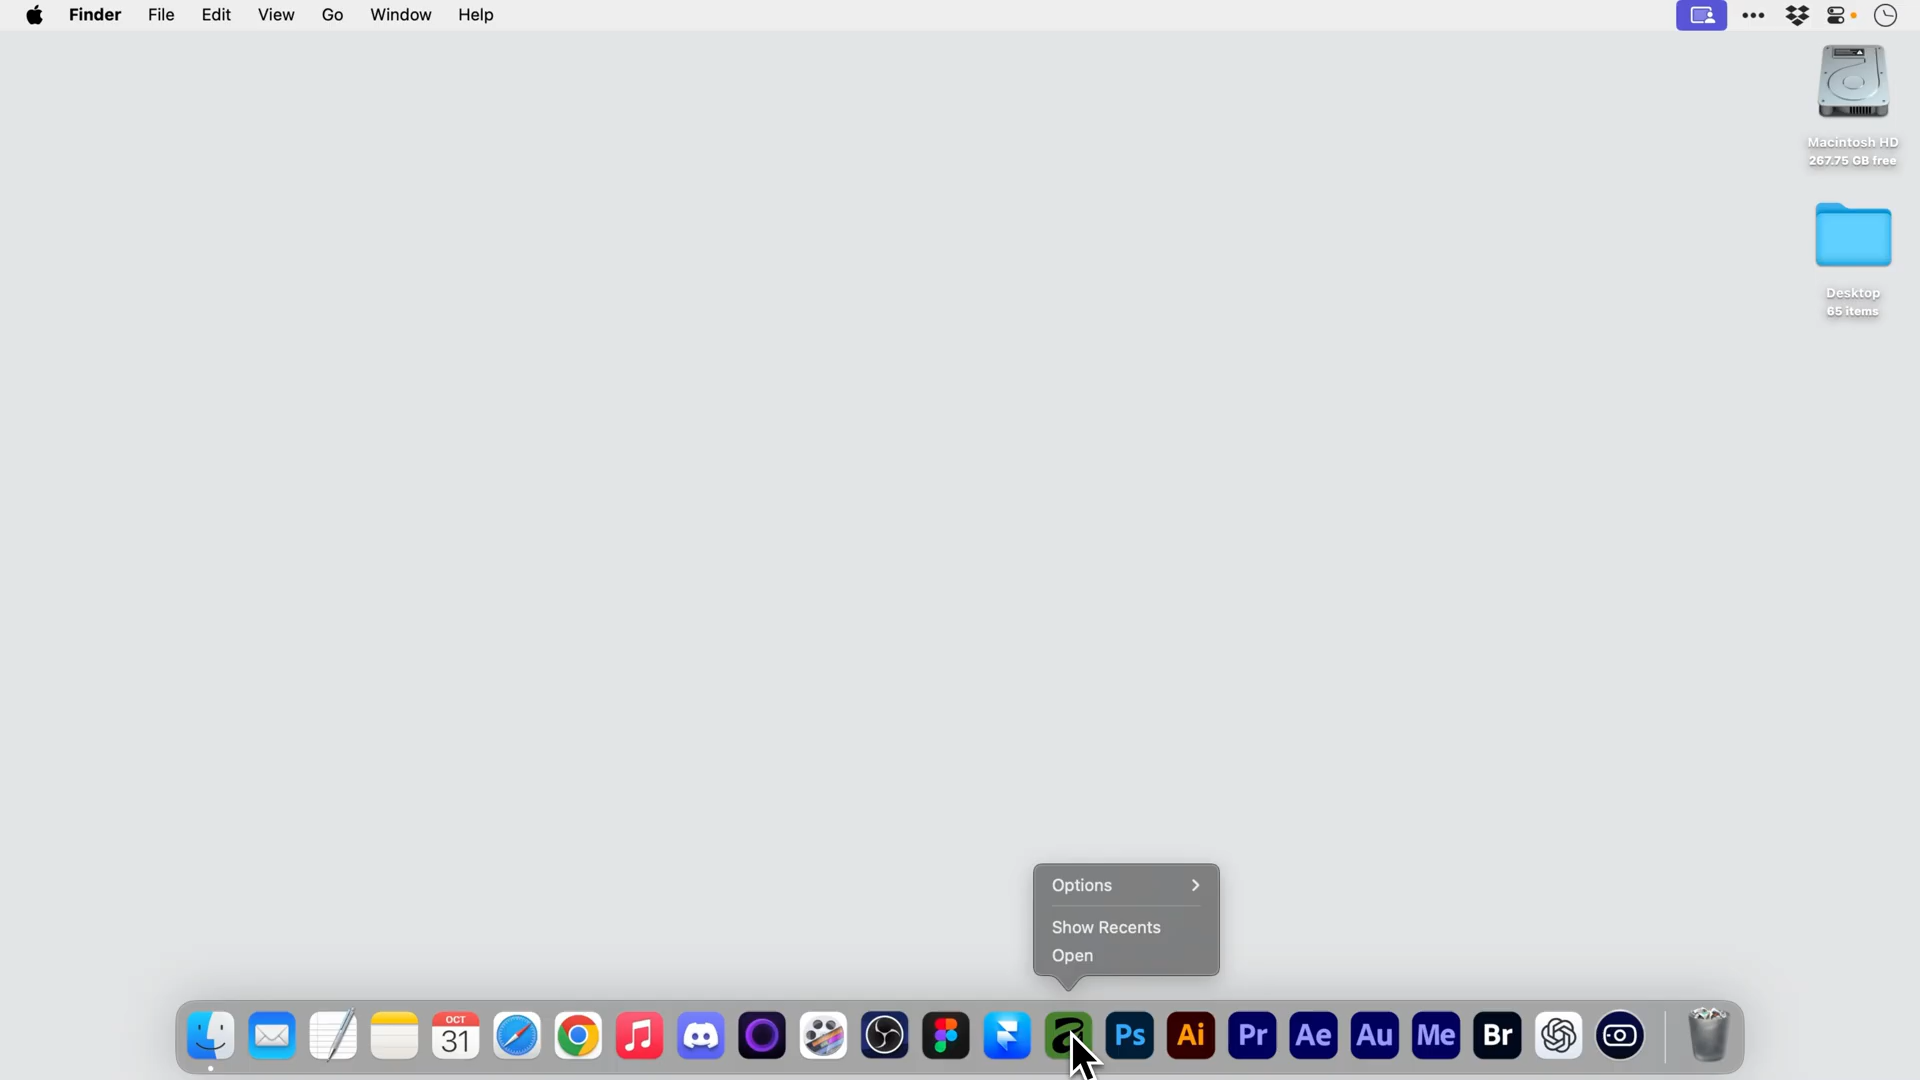 Finder File Edit View Go Window Help
Macintosh HD
267.75 GB free
Desktop
65 items
Options
Show Recents
Open
OCT
31
Ps Ai Pr Ae Au Me Br